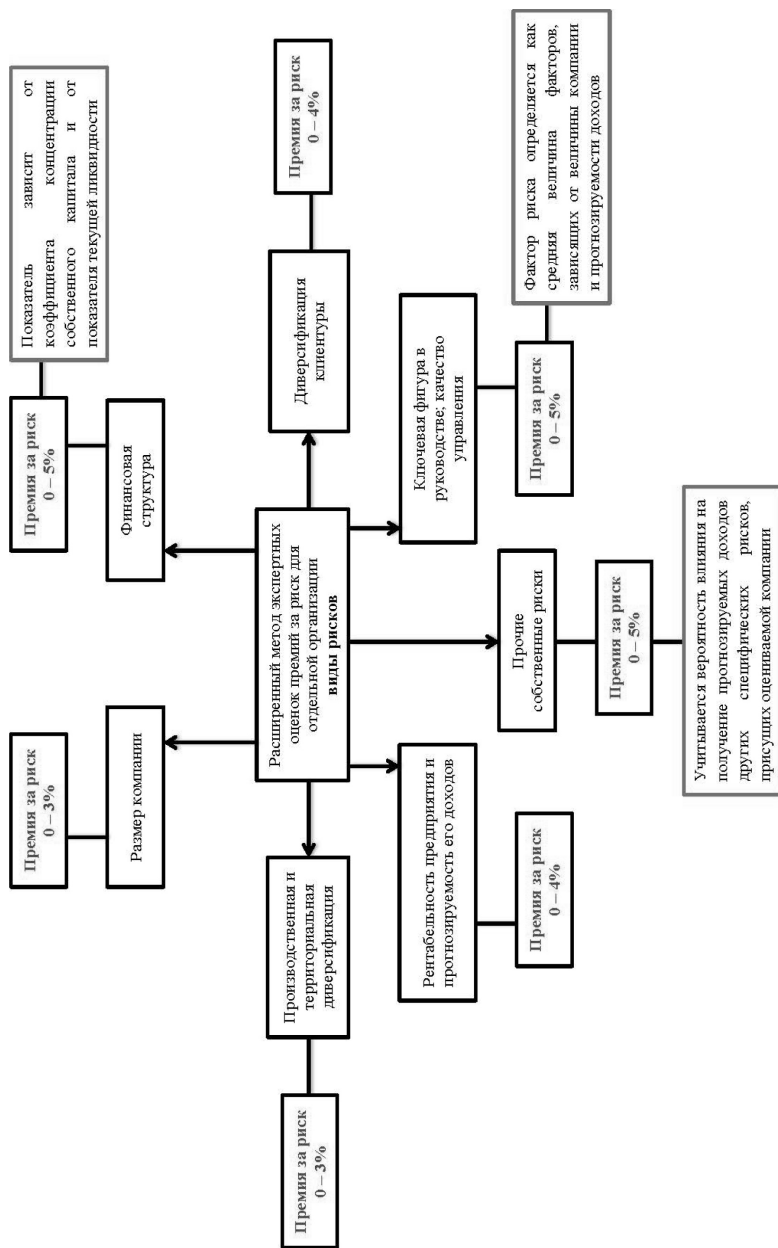 Премия за риск
0 – 3%
Размер компании
Премия за риск
0 – 5%
Показатель зависит от
коэффициента концентрации
собственного капитала и от
показателя текущей ликвидности
Финансовая
структура
Премия за риск
0 – 3%
Производственная и
территориальная
диверсификация
Расширенный метод экспертных
оценок премий за риск для
отдельной организации
виды рисков
Диверсификация
клиентуры
Премия за риск
0 – 4%
Рентабельность предприятия и
прогнозируемость его доходов
Премия за риск
0 – 4%
Прочие
собственные риски
Премия за риск
0 – 5%
Учитывается вероятность влияния на
получение прогнозируемых доходов
других специфических рисков,
присущих оцениваемой компании
Ключевая фигура в
руководстве; качество
управления
Премия за риск
0 – 5%
Фактор риска определяется как
средняя величина факторов,
зависящих от величины компании
и прогнозируемости доходов